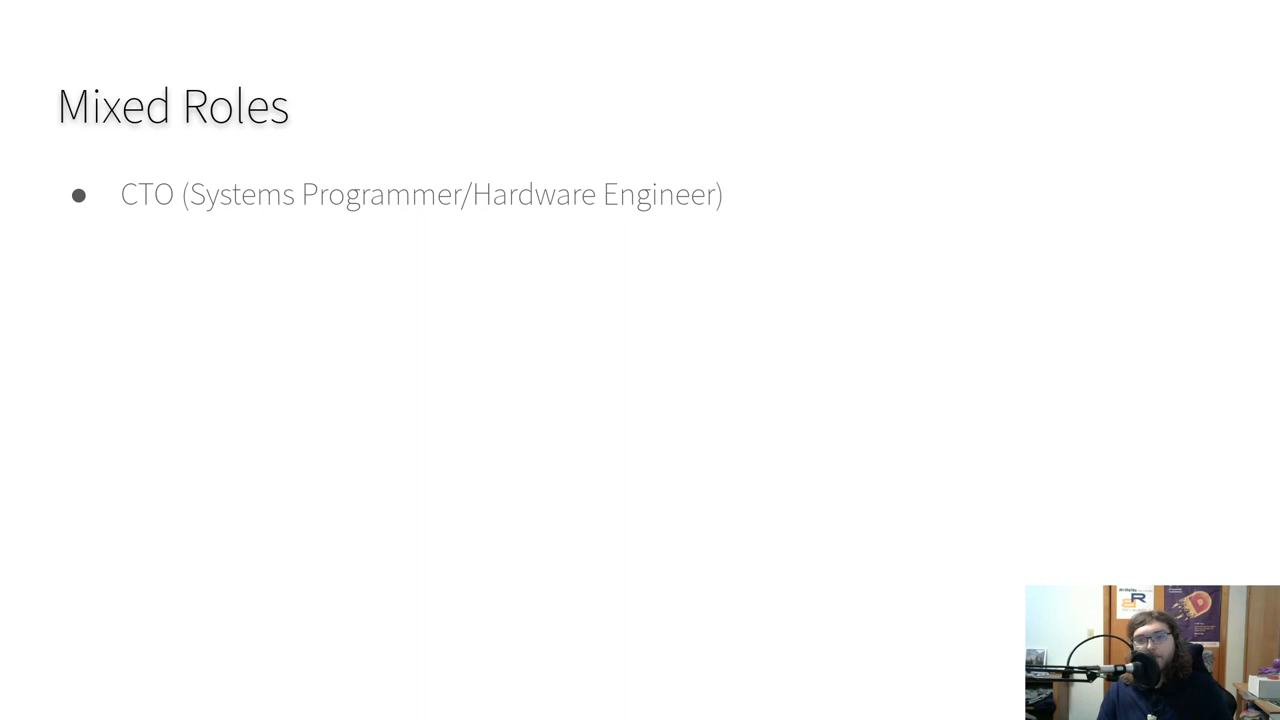 Mixed Roles
● CTO (Systems Programmer/Hardware Engineer)